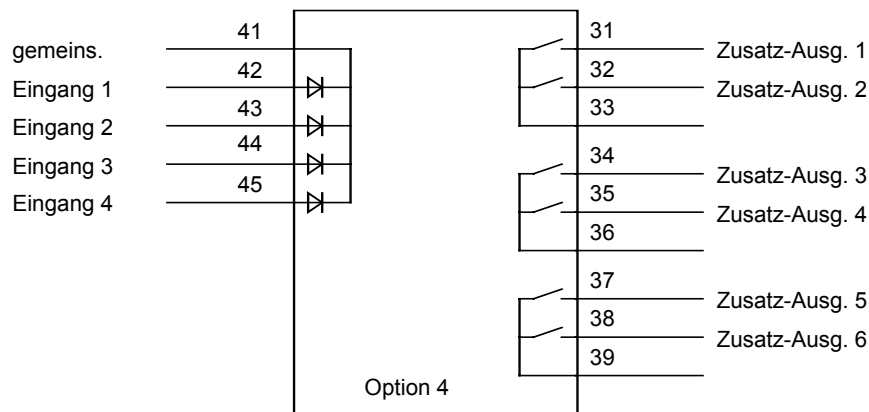 gemeins. 41
Eingang 1 42
Eingang 2 43
Eingang 3 44
Eingang 4 45
31 Zusatz-Ausg. 1
32 Zusatz-Ausg. 2
33
34 Zusatz-Ausg. 3
35 Zusatz-Ausg. 4
36
37 Zusatz-Ausg. 5
38 Zusatz-Ausg. 6
39
Option 4